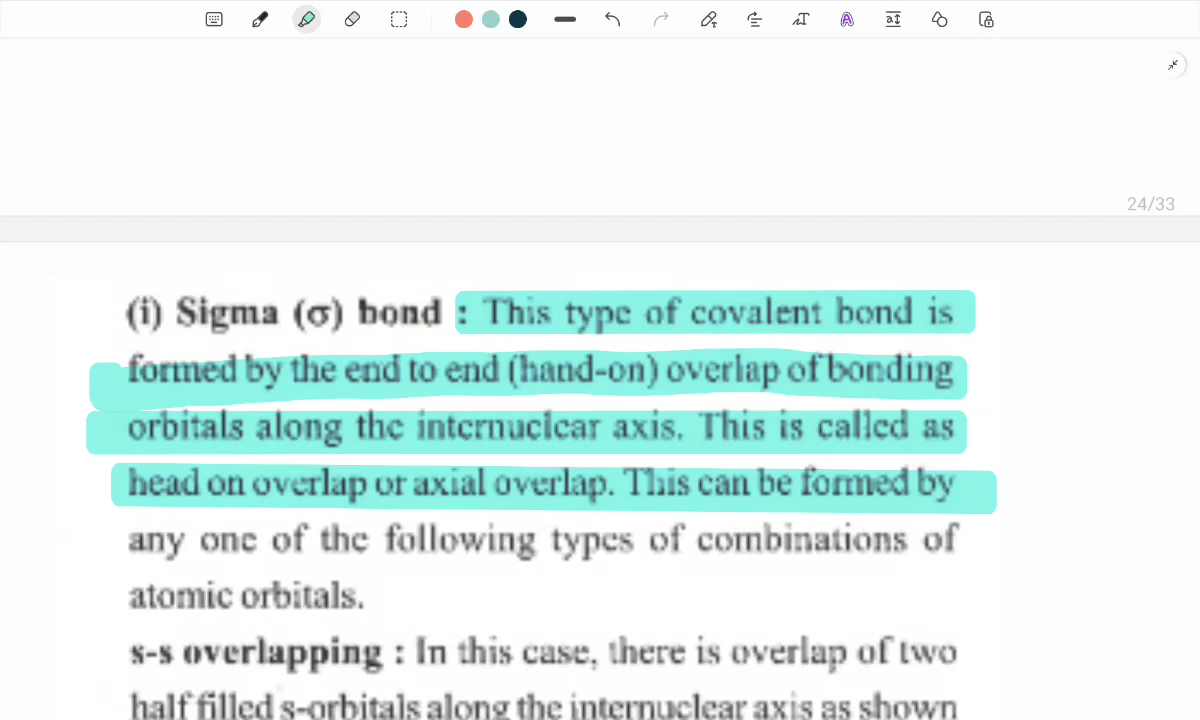 24/33
(i) Sigma (σ) bond : This type of covalent bond is
formed by the end to end (hand-on) overlap of bonding
orbitals along the internuclear axis. This is called as
head on overlap or axial overlap. This can be formed by
any one of the following types of combinations of
atomic orbitals.
s-s overlapping : In this case, there is overlap of two
half filled s-orbitals along the internuclear axis as shown